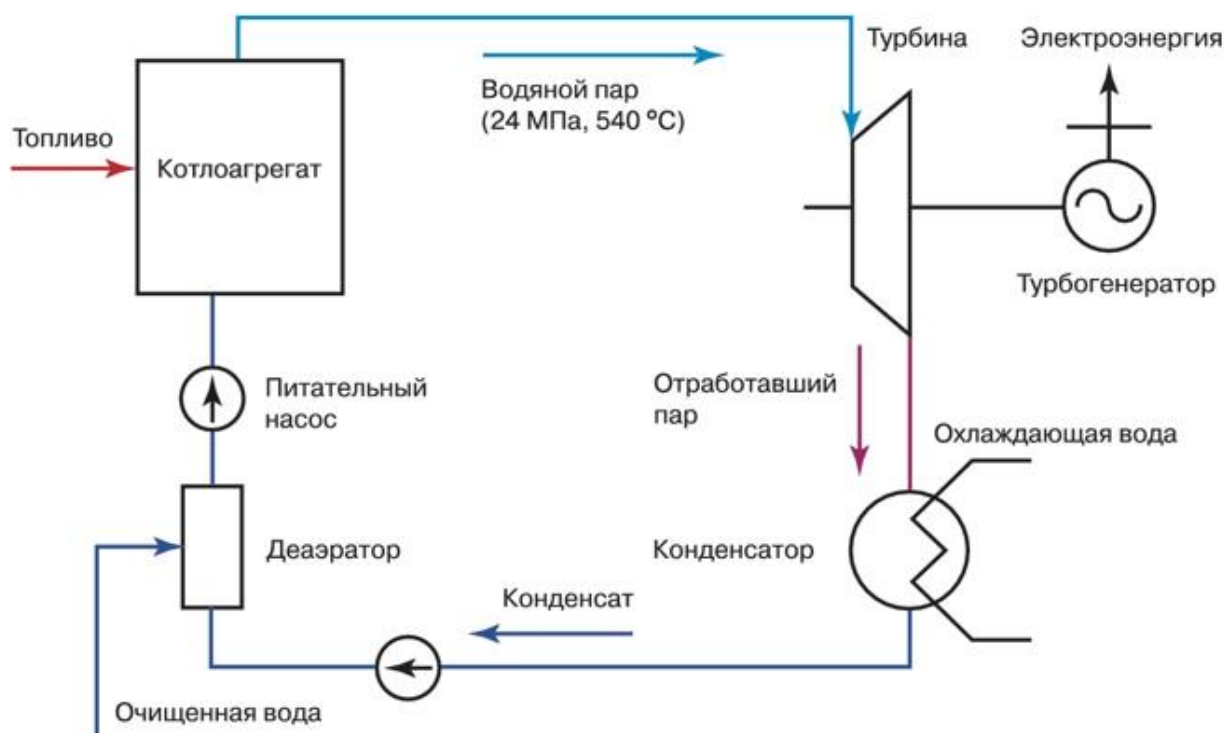 Турбина
Электроэнергия
Водяной пар
(24 МПа, 540 °С)
Топливо
Котлоагрегат
Турбогенератор
Питательный
насос
Отработавший
пар
Охлаждающая вода
Деаэратор
Конденсатор
Конденсат
Очищенная вода